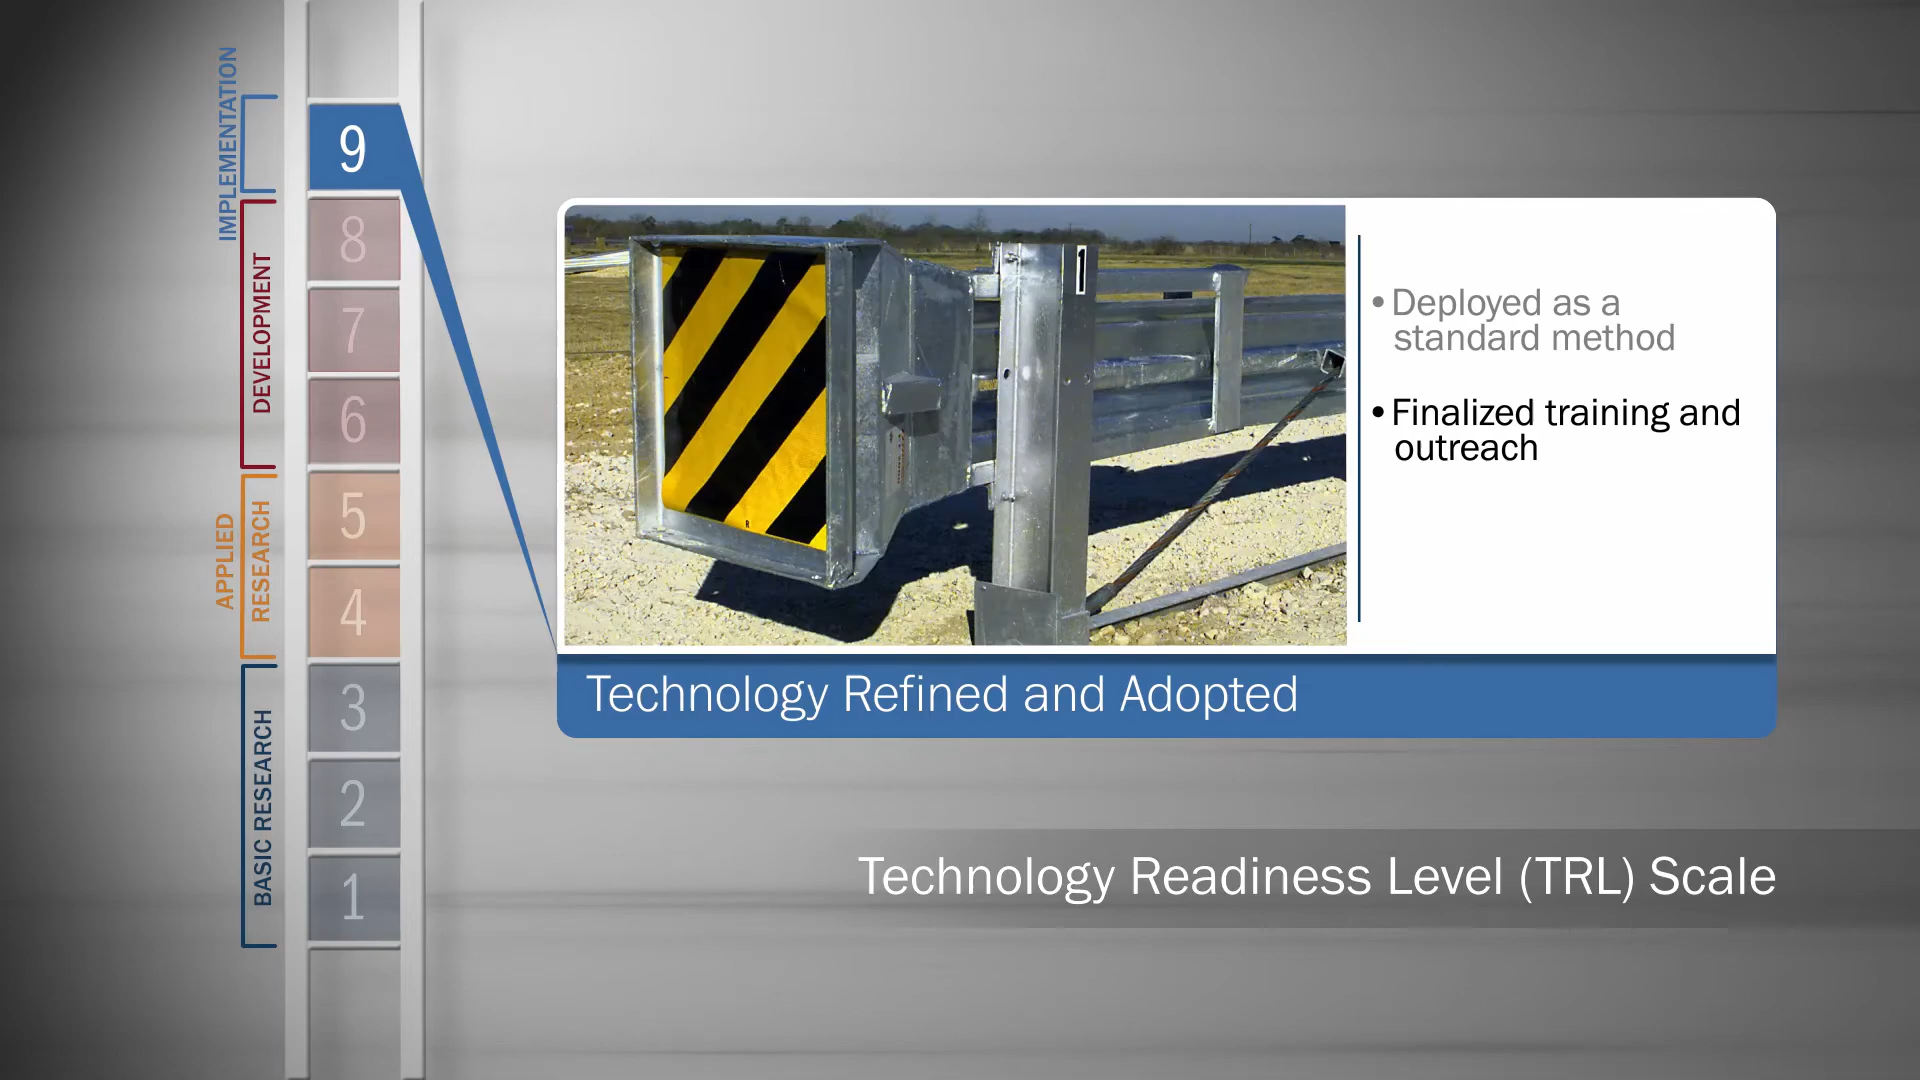 IMPLEMENTATION
DEVELOPMENT
APPLIED
RESEARCH
BASIC RESEARCH
9
8
7
6
5
4
3
2
1
1
• Deployed as a
standard method
• Finalized training and
outreach
Technology Refined and Adopted
Technology Readiness Level (TRL) Scale